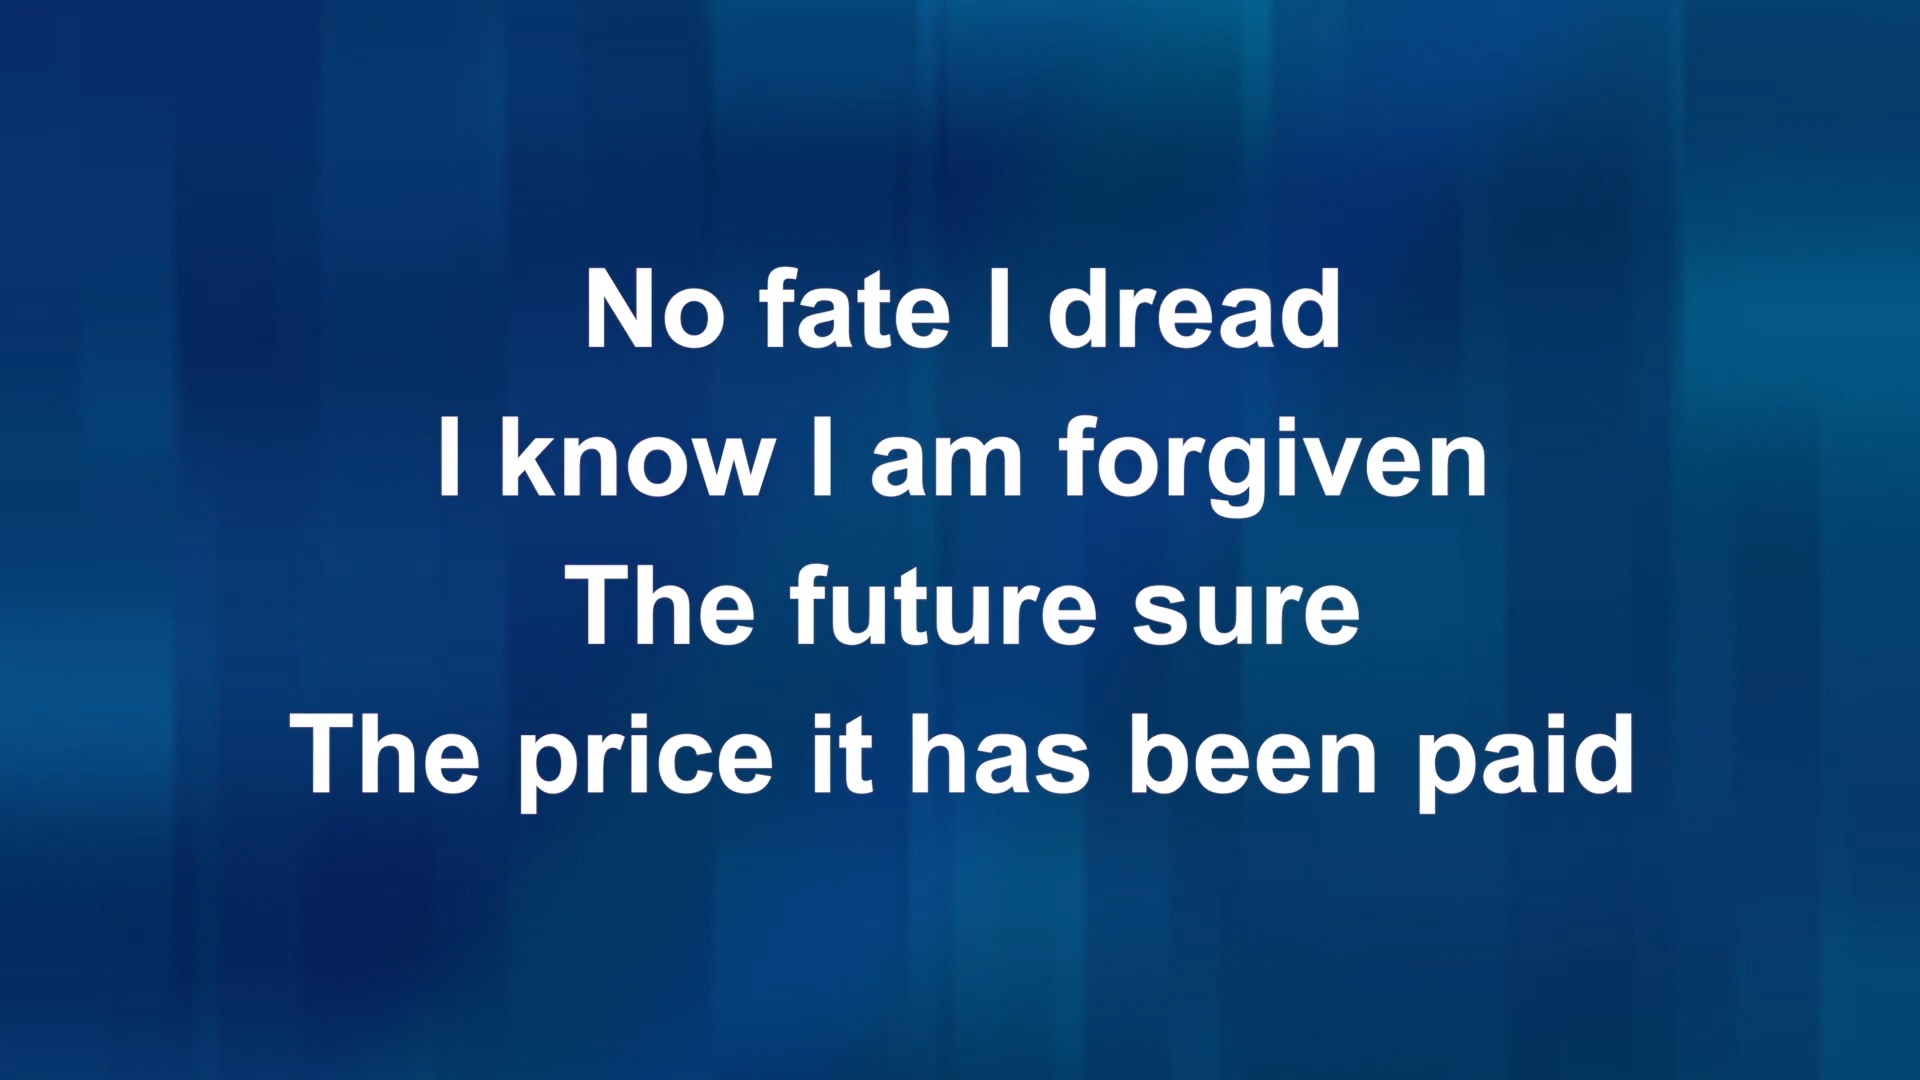 No fate I dread
I know I am forgiven
The future sure
The price it has been paid